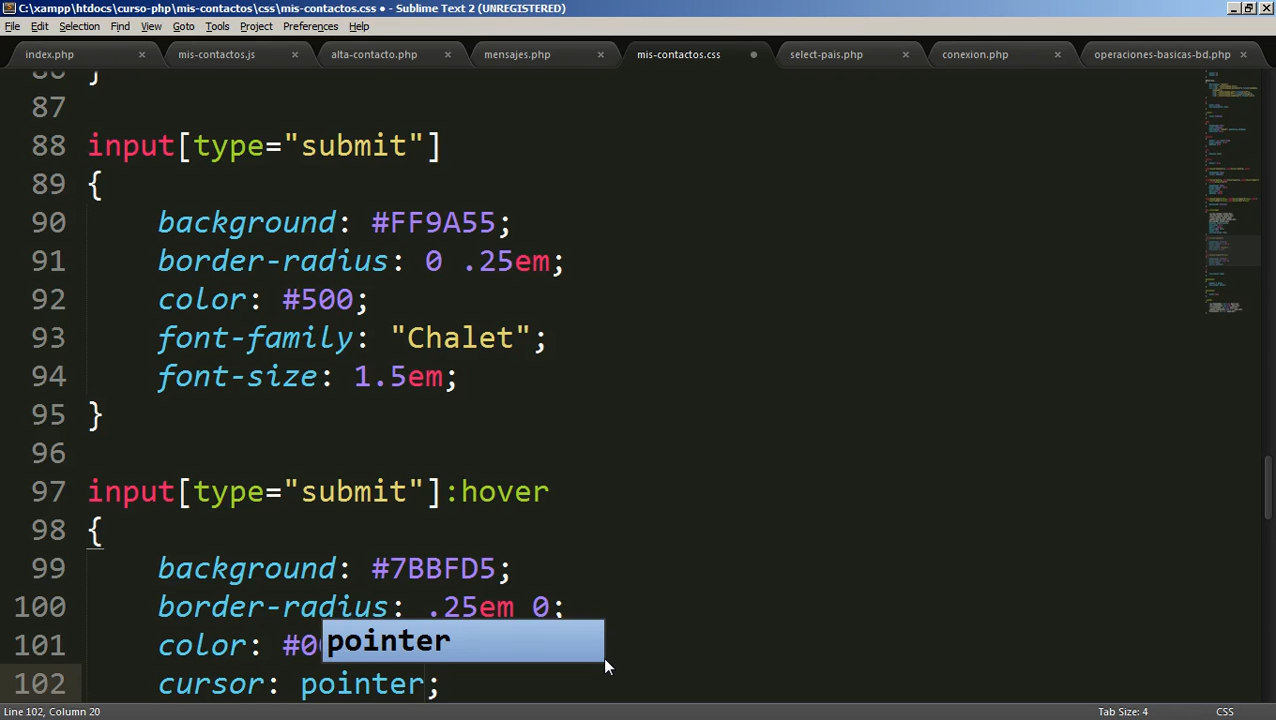 C:\xampp\htdocs\curso-php\mis-contactos\css\mis-contactos.css • - Sublime Text 2 (UNREGISTERED)
File Edit Selection Find View Goto Tools Project Preferences Help
index.php mis-contactos.js alta-contacto.php mensajes.php mis-contactos.css select-pais.php conexion.php operaciones-basicas-bd.php
86 }
87
88 input[type="submit"]
89 {
90 background: #FF9A55;
91 border-radius: 0 .25em;
92 color: #500;
93 font-family: "Chalet";
94 font-size: 1.5em;
95 }
96
97 input[type="submit"]:hover
98 {
99 background: #7BBFD5;
100 border-radius: .25em 0;
101 color:
pointer
102 cursor: pointer;
Line 102, Column 20 Tab Size: 4 CSS